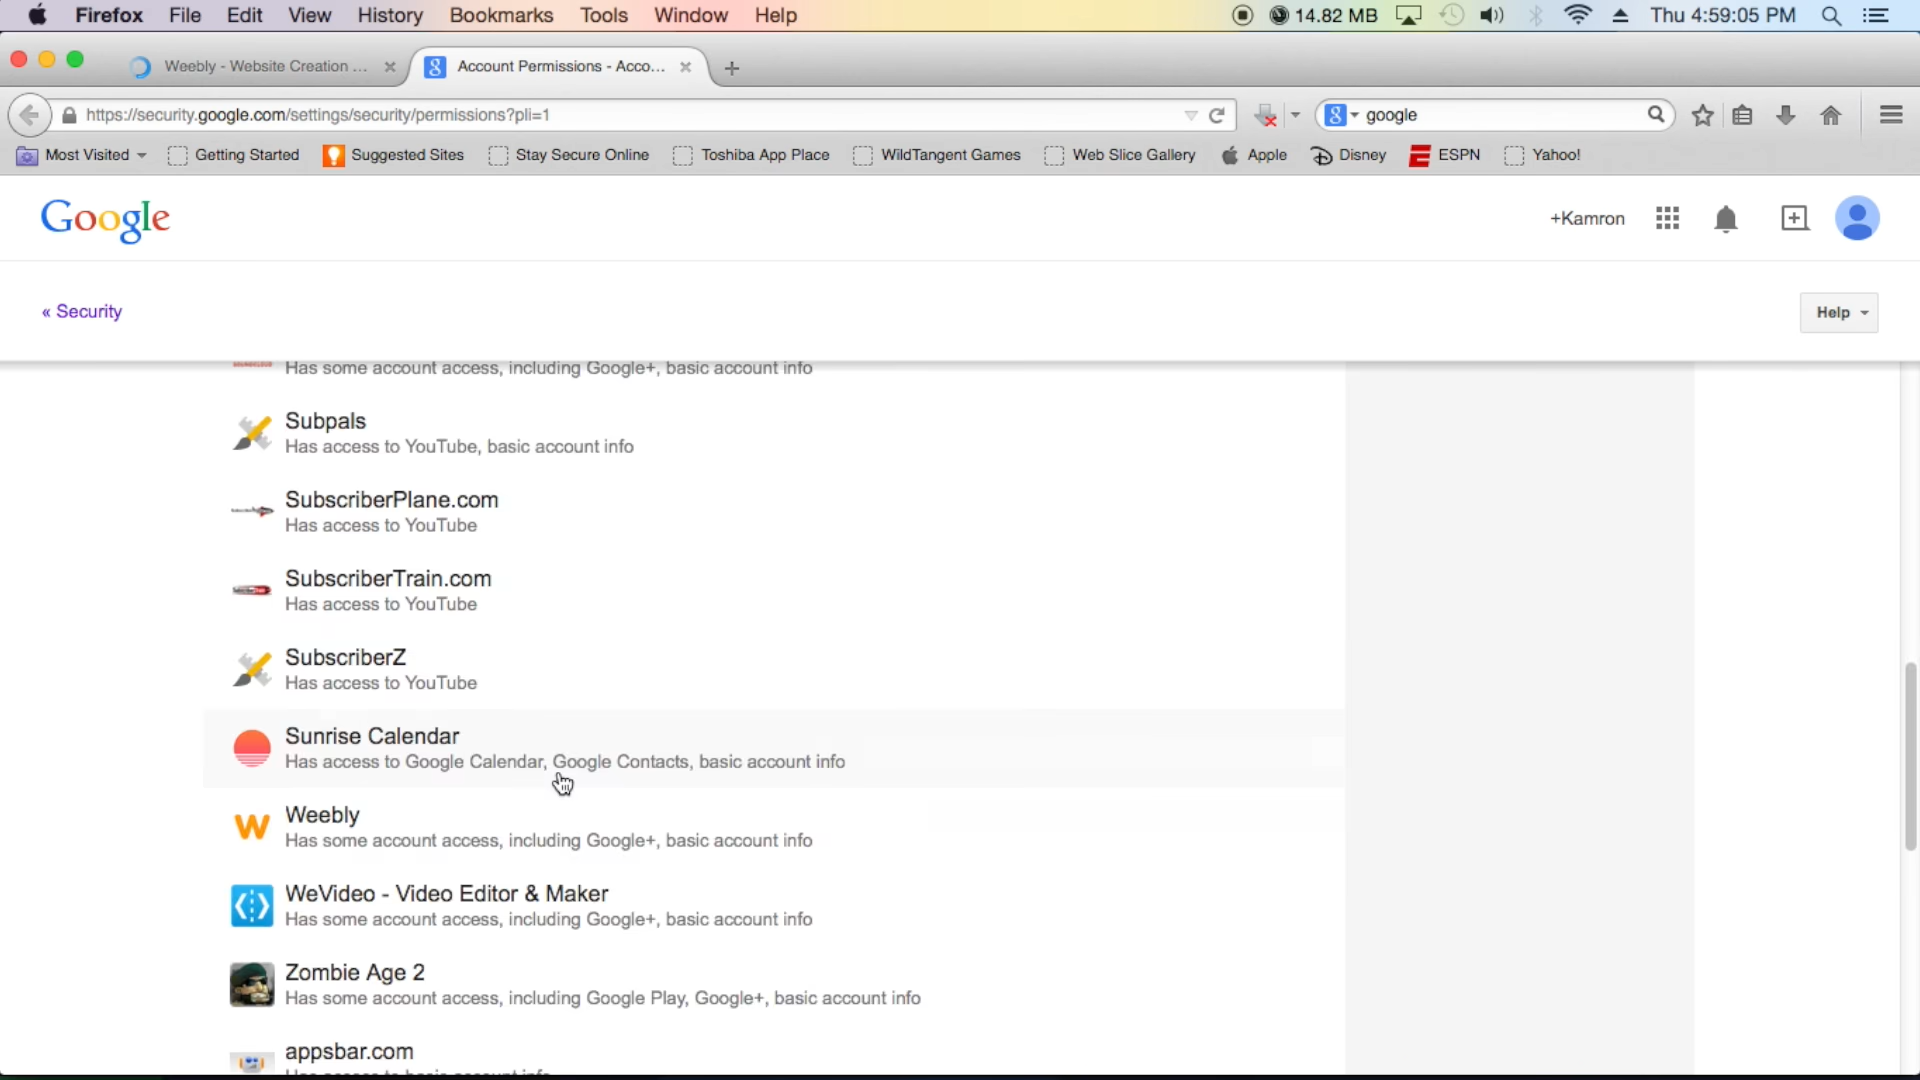 Firefox File Edit View History Bookmarks Tools Window Help 14.82 MB Thu 4:59:05 PM
Weebly - Website Creation ... Account Permissions - Acco...
https://security.google.com/settings/security/permissions?pli=1 google
Most Visited Getting Started Suggested Sites Stay Secure Online Toshiba App Place WildTangent Games Web Slice Gallery Apple Disney ESPN Yahoo!
Google +Kamron
« Security Help
Has some account access, including Google+, basic account info
Subpals
Has access to YouTube, basic account info
SubscriberPlane.com
Has access to YouTube
SubscriberTrain.com
Has access to YouTube
SubscriberZ
Has access to YouTube
Sunrise Calendar
Has access to Google Calendar, Google Contacts, basic account info
Weebly
Has some account access, including Google+, basic account info
WeVideo - Video Editor & Maker
Has some account access, including Google+, basic account info
Zombie Age 2
Has some account access, including Google Play, Google+, basic account info
appsbar.com
Has access to basic account info